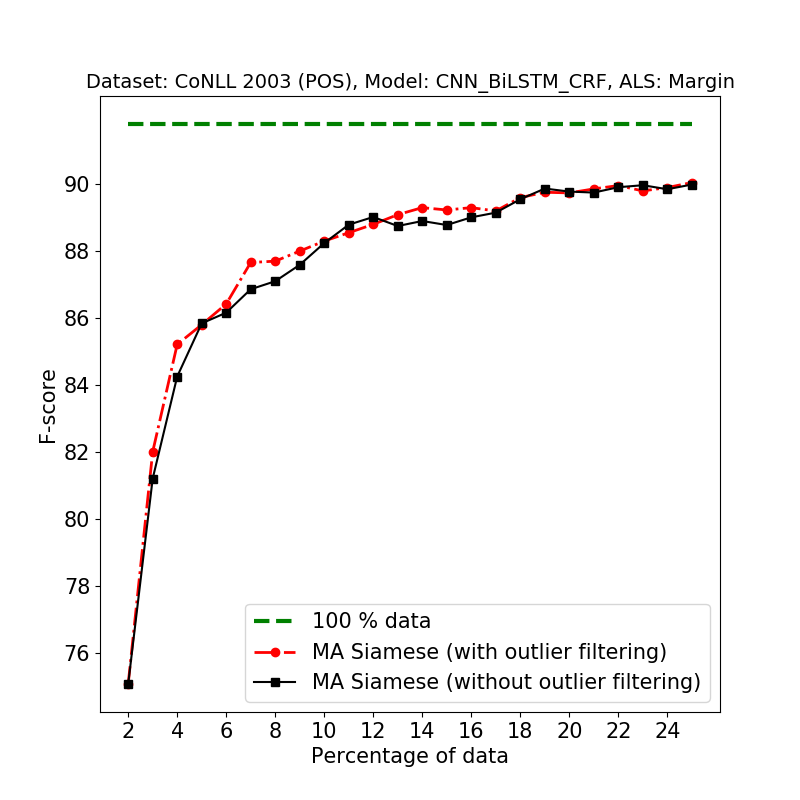 Dataset: CoNLL 2003 (POS), Model: CNN_BiLSTM_CRF, ALS: Margin
90
88
86
84
82
80
78
76
F-score
100 % data
MA Siamese (with outlier filtering)
MA Siamese (without outlier filtering)
2 4 6 8 10 12 14 16 18 20 22 24
Percentage of data